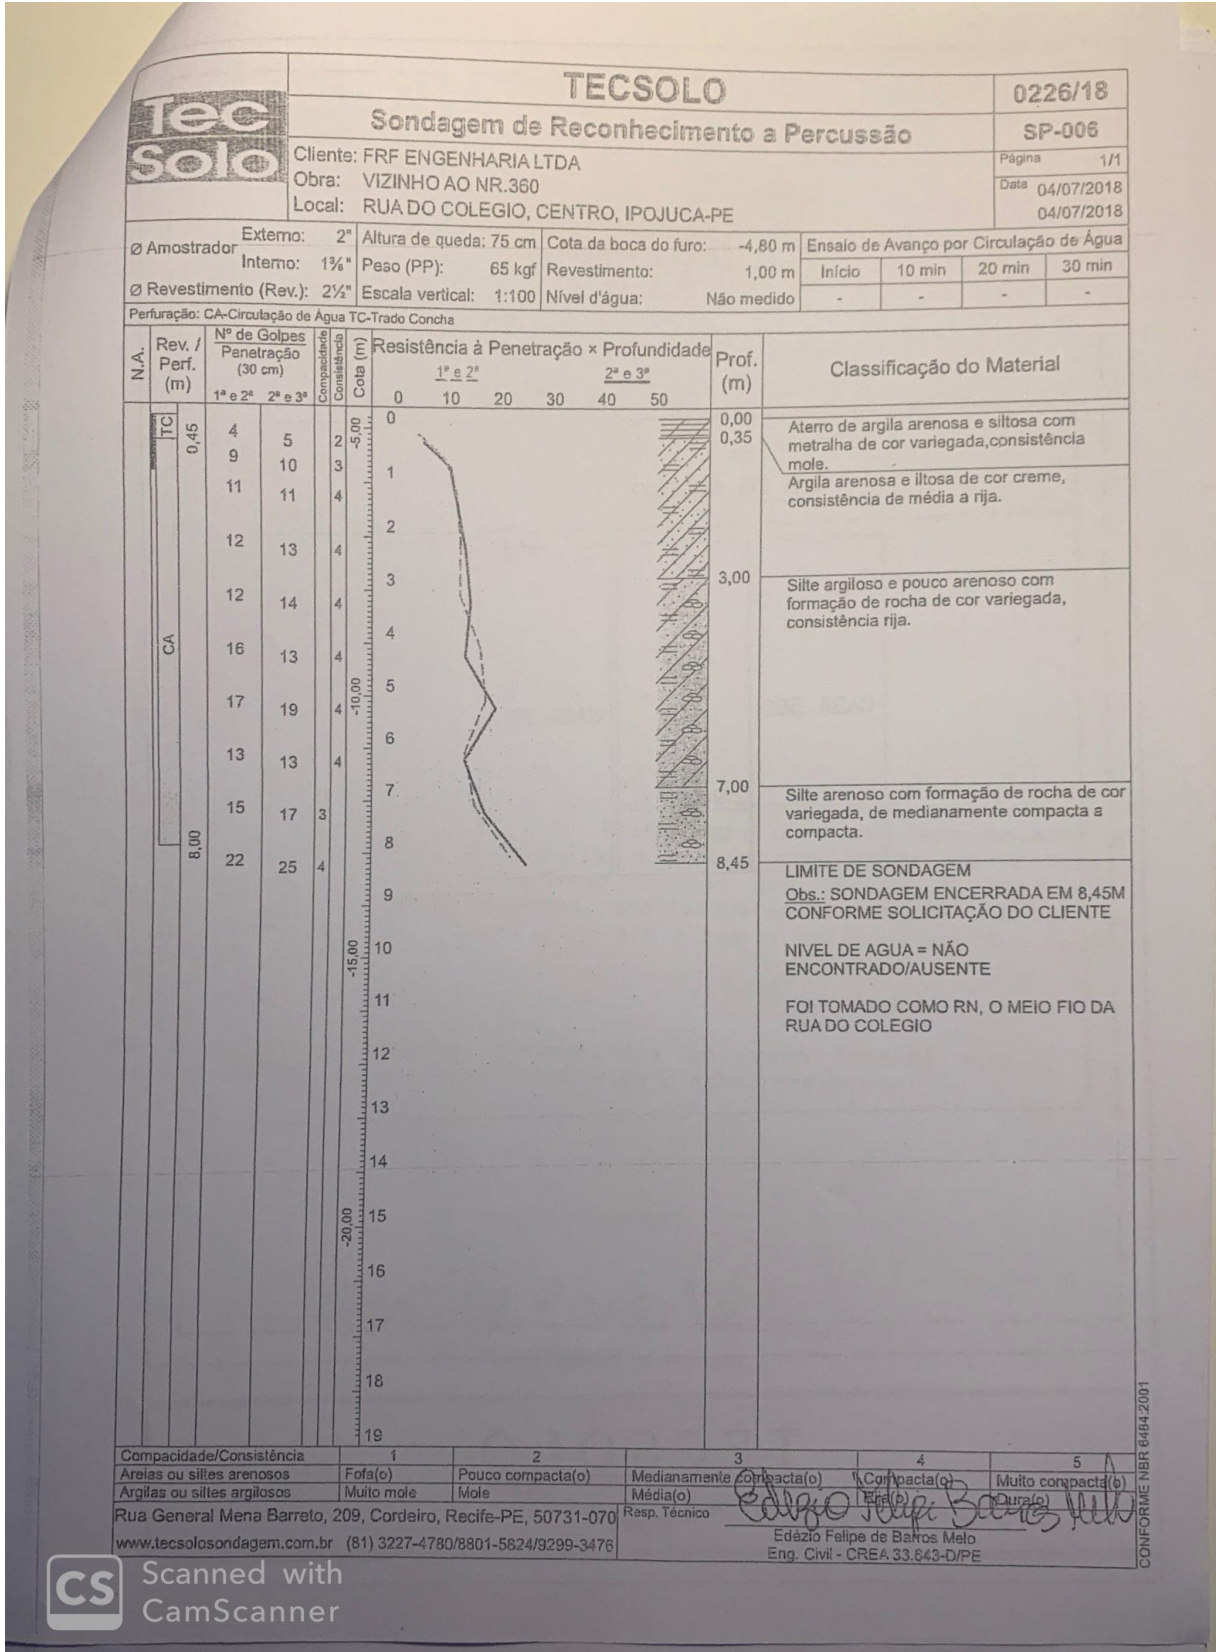 Tec
Solo
TECSOLO
0226/18
Sondagem de Reconhecimento a Percussão
SP-006
Cliente: FRF ENGENHARIA LTDA
Obra: VIZINHO AO NR.360
Local: RUA DO COLEGIO, CENTRO, IPOJUCA-PE
Página 1/1
Data 04/07/2018
04/07/2018
Ø Amostrador Externo: 2"
Interno: 1⅜"
Ø Revestimento (Rev.): 2½"
Altura de queda: 75 cm
Peso (PP): 65 kgf
Escala vertical: 1:100
Cota da boca do furo: -4,80 m
Revestimento: 1,00 m
Nível d'água: Não medido
Ensaio de Avanço por Circulação de Água
Início 10 min 20 min 30 min
- - - -
Perfuração: CA-Circulação de Água TC-Trado Concha
N.A.
Rev. / Perf. (m)
Nº de Golpes
Penetração
(30 cm)
1ª e 2ª 2ª e 3ª
Compacidade
Consistência
Cota (m)
Resistência à Penetração × Profundidade
1ª e 2ª 2ª e 3ª
0 10 20 30 40 50
Prof.
(m)
Classificação do Material
TC
0,45
CA
8,00
4 5 2
9 10 3
11 11 4
12 13 4
12 14 4
16 13 4
17 19 4
13 13 4
15 17 3
22 25 4
-5,00
-10,00
-15,00
-20,00
0
1
2
3
4
5
6
7
8
9
10
11
12
13
14
15
16
17
18
19
0,00
0,35
3,00
7,00
8,45
Aterro de argila arenosa e siltosa com
metralha de cor variegada,consistência
mole.
Argila arenosa e iltosa de cor creme,
consistência de média a rija.
Silte argiloso e pouco arenoso com
formação de rocha de cor variegada,
consistência rija.
Silte arenoso com formação de rocha de cor
variegada, de medianamente compacta a
compacta.
LIMITE DE SONDAGEM
Obs.: SONDAGEM ENCERRADA EM 8,45M
CONFORME SOLICITAÇÃO DO CLIENTE
NIVEL DE AGUA = NÃO
ENCONTRADO/AUSENTE
FOI TOMADO COMO RN, O MEIO FIO DA
RUA DO COLEGIO
Compacidade/Consistência 1 2 3 4 5
Areias ou siltes arenosos Fofa(o) Pouco compacta(o) Medianamente compacta(o) Compacta(o) Muito compacta(o)
Argilas ou siltes argilosos Muito mole Mole Média(o) Dura(o)
Rua General Mena Barreto, 209, Cordeiro, Recife-PE, 50731-070
www.tecsolosondagem.com.br (81) 3227-4780/8801-5824/9299-3476
Resp. Técnico
Edézio Felipe de Barros Melo
Eng. Civil - CREA 33.643-D/PE
CONFORME NBR 6484:2001
CS
Scanned with
CamScanner